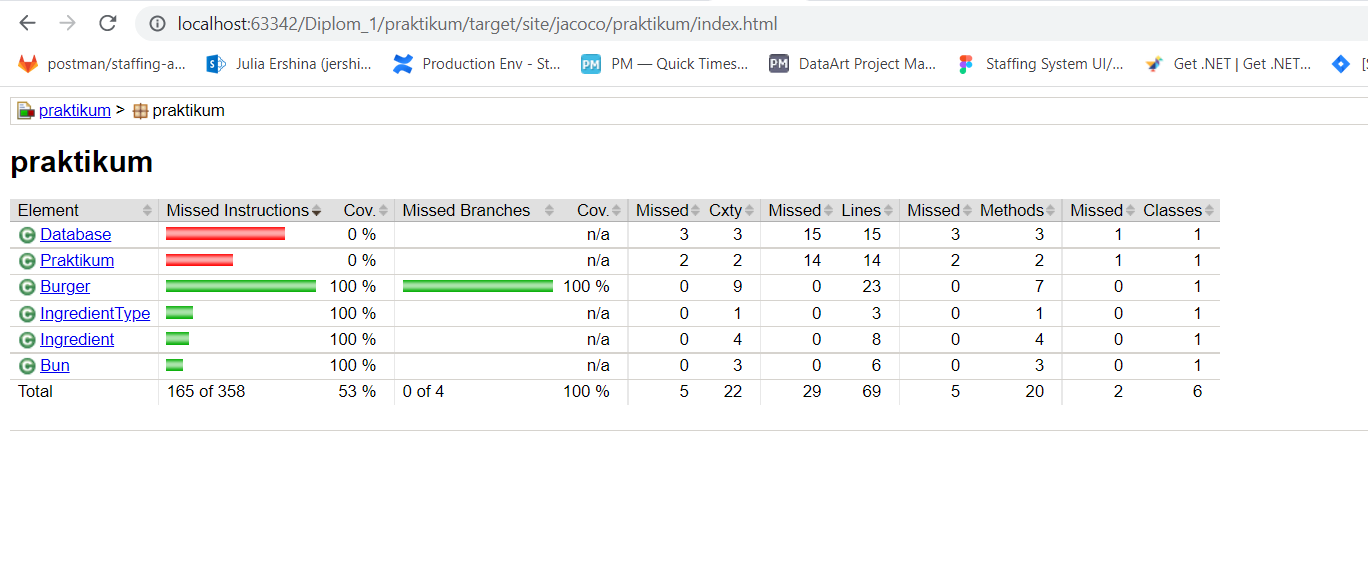 localhost:63342/Diplom_1/praktikum/target/site/jacoco/praktikum/index.html
postman/staffing-a... Julia Ershina (jershi... Production Env - St... PM PM — Quick Times... PM DataArt Project Ma... Staffing System UI/... Get .NET | Get .NET... [S
praktikum > praktikum
praktikum
Element Missed Instructions Cov. Missed Branches Cov. Missed Cxty Missed Lines Missed Methods Missed Classes
C Database 0 % n/a 3 3 15 15 3 3 1 1
C Praktikum 0 % n/a 2 2 14 14 2 2 1 1
C Burger 100 % 100 % 0 9 0 23 0 7 0 1
C IngredientType 100 % n/a 0 1 0 3 0 1 0 1
C Ingredient 100 % n/a 0 4 0 8 0 4 0 1
C Bun 100 % n/a 0 3 0 6 0 3 0 1
Total 165 of 358 53 % 0 of 4 100 % 5 22 29 69 5 20 2 6